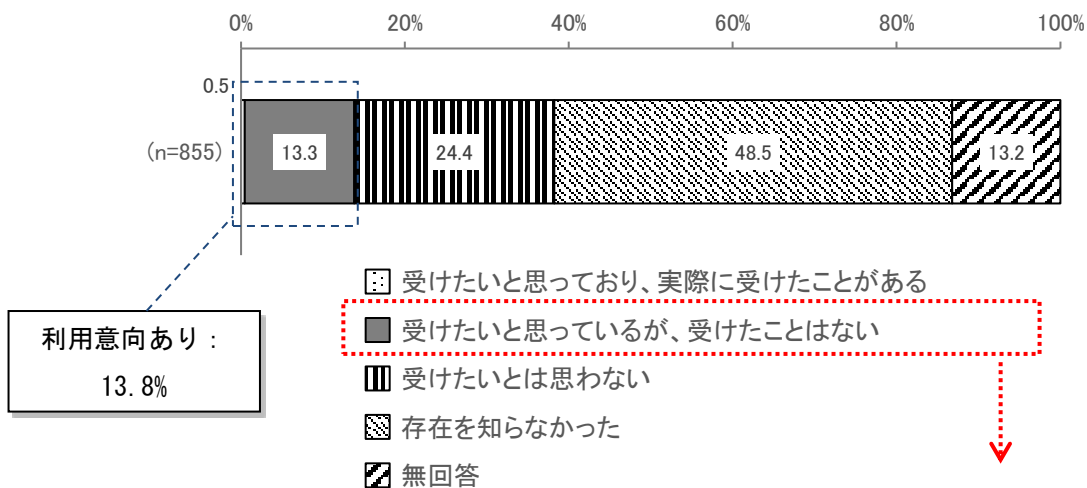 0% 20% 40% 60% 80% 100%
0.5
(n=855) 13.3 24.4 48.5 13.2
受けたいと思っており、実際に受けたことがある
受けたいと思っているが、受けたことはない
利用意向あり：
13.8%
受けたいとは思わない
存在を知らなかった
無回答